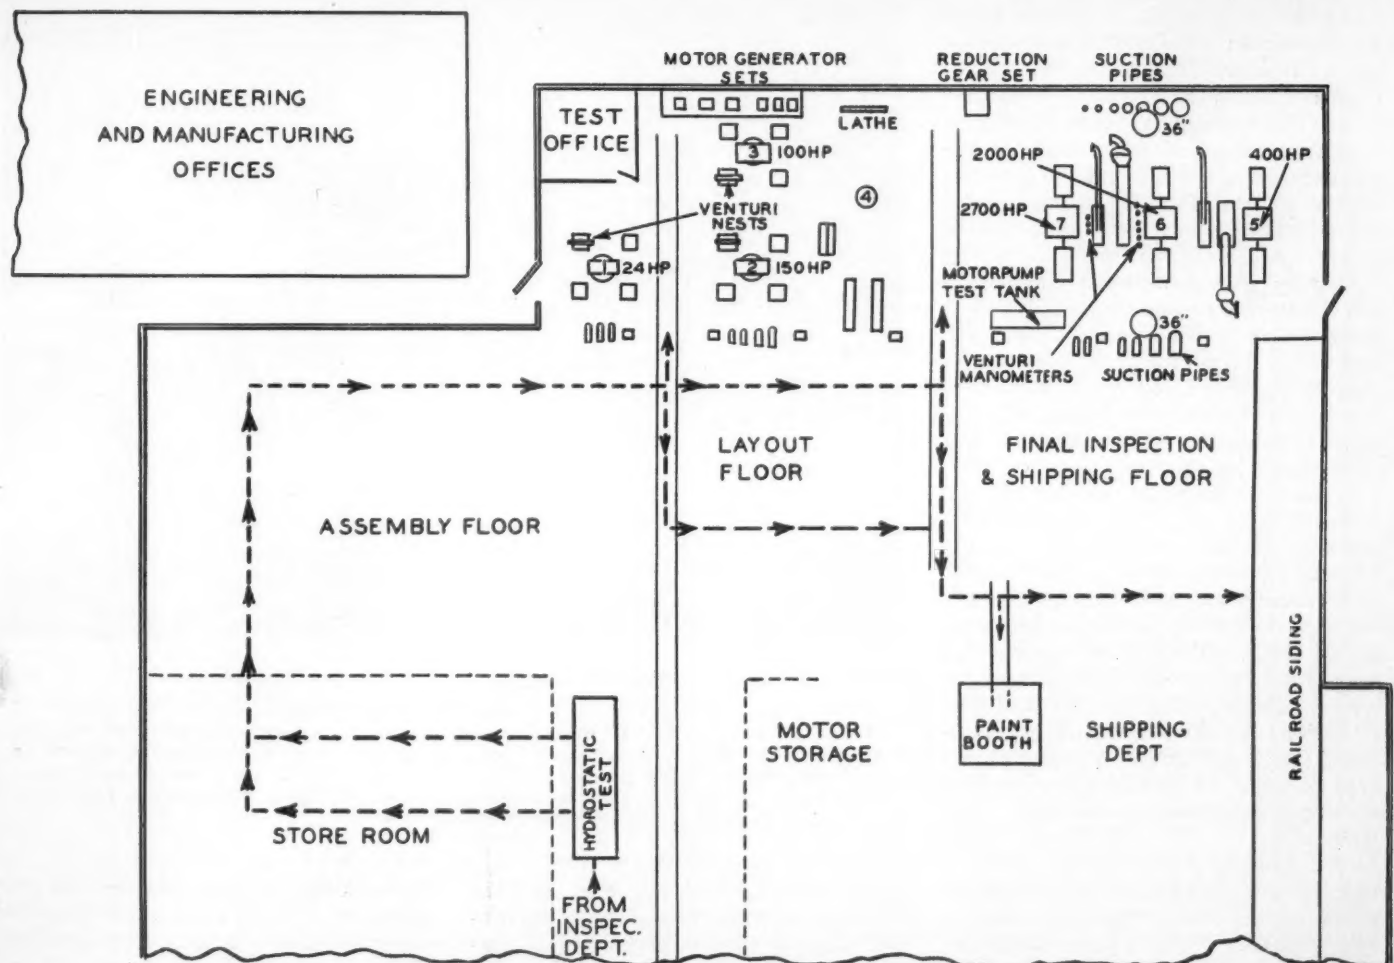 ENGINEERING
AND MANUFACTURING
OFFICES
TEST
OFFICE
MOTOR GENERATOR
SETS
LATHE
REDUCTION
GEAR SET
SUCTION
PIPES
36"
3 100HP
VENTURI
NESTS
4
2000HP
400HP
2700HP
7
6
5
1 24HP
2 150HP
MOTORPUMP
TEST TANK
36"
VENTURI
MANOMETERS
SUCTION PIPES
LAYOUT
FLOOR
FINAL INSPECTION
& SHIPPING FLOOR
ASSEMBLY FLOOR
HYDROSTATIC
TEST
STORE ROOM
FROM
INSPEC.
DEPT.
MOTOR
STORAGE
PAINT
BOOTH
SHIPPING
DEPT
RAIL ROAD SIDING